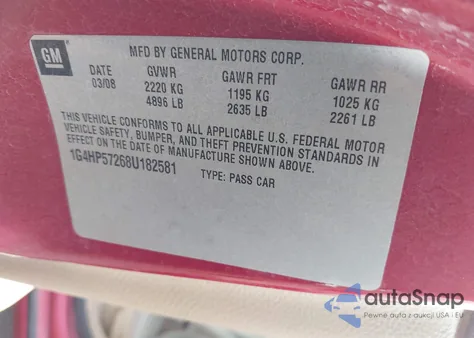 GM
MFD BY GENERAL MOTORS CORP.
DATE GVWR GAWR FRT GAWR RR
03/08 2220 KG 1195 KG 1025 KG
4896 LB 2635 LB 2261 LB
THIS VEHICLE CONFORMS TO ALL APPLICABLE U.S. FEDERAL MOTOR
VEHICLE SAFETY, BUMPER, AND THEFT PREVENTION STANDARDS IN
EFFECT ON THE DATE OF MANUFACTURE SHOWN ABOVE.
1G4HP57268U182581 TYPE: PASS CAR
autoSnap
Pewne auto z USA i EU